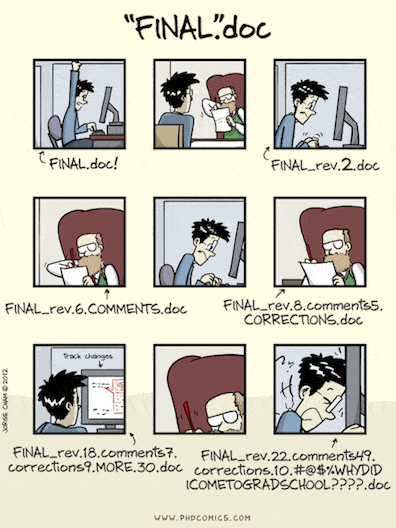 "FINAL".doc
FINAL.doc!
FINAL_rev.2.doc
FINAL_rev.6.COMMENTS.doc
FINAL_rev.8.comments5.
CORRECTIONS.doc
track changes
FINAL_rev.18.comments7.
corrections9.MORE.30.doc
FINAL_rev.22.comments49.
corrections.10.#@$%WHYDID
ICOMETOGRADSCHOOL????.doc
JORGE CHAM © 2012
WWW.PHDCOMICS.COM